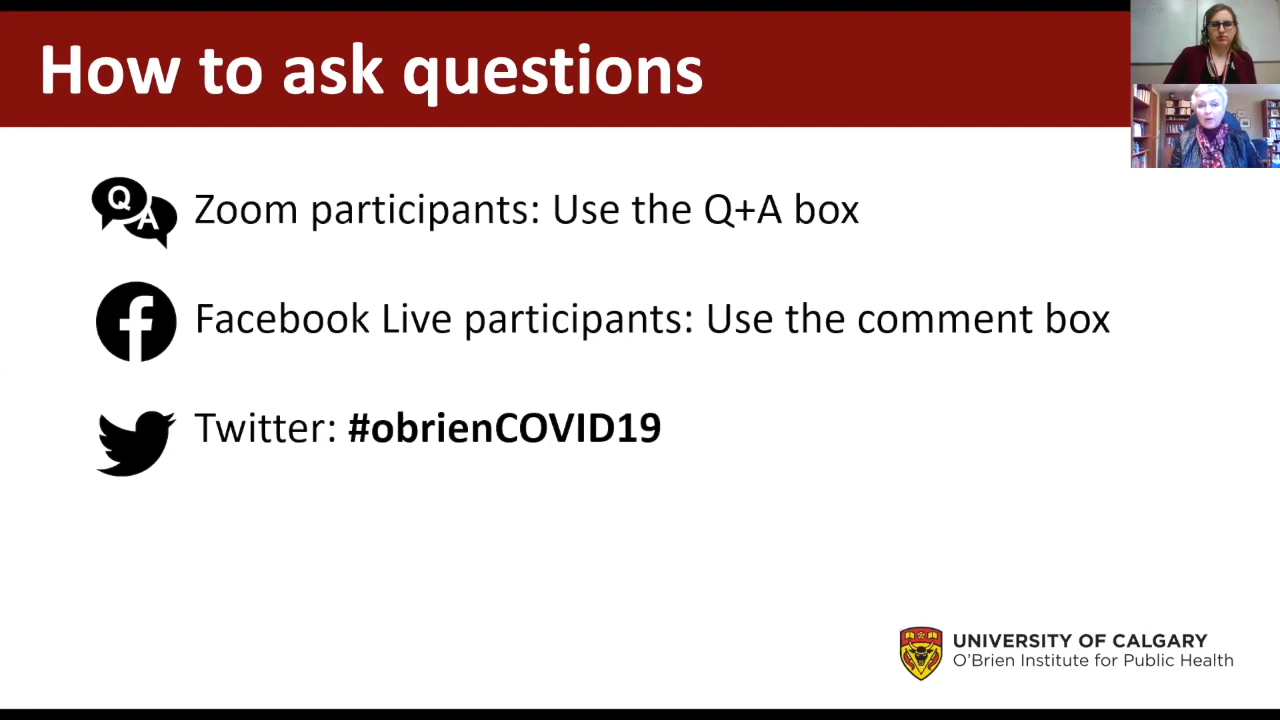 How to ask questions
Q
A
Zoom participants: Use the Q+A box
Facebook Live participants: Use the comment box
Twitter: #obrienCOVID19
UNIVERSITY OF CALGARY
O'Brien Institute for Public Health